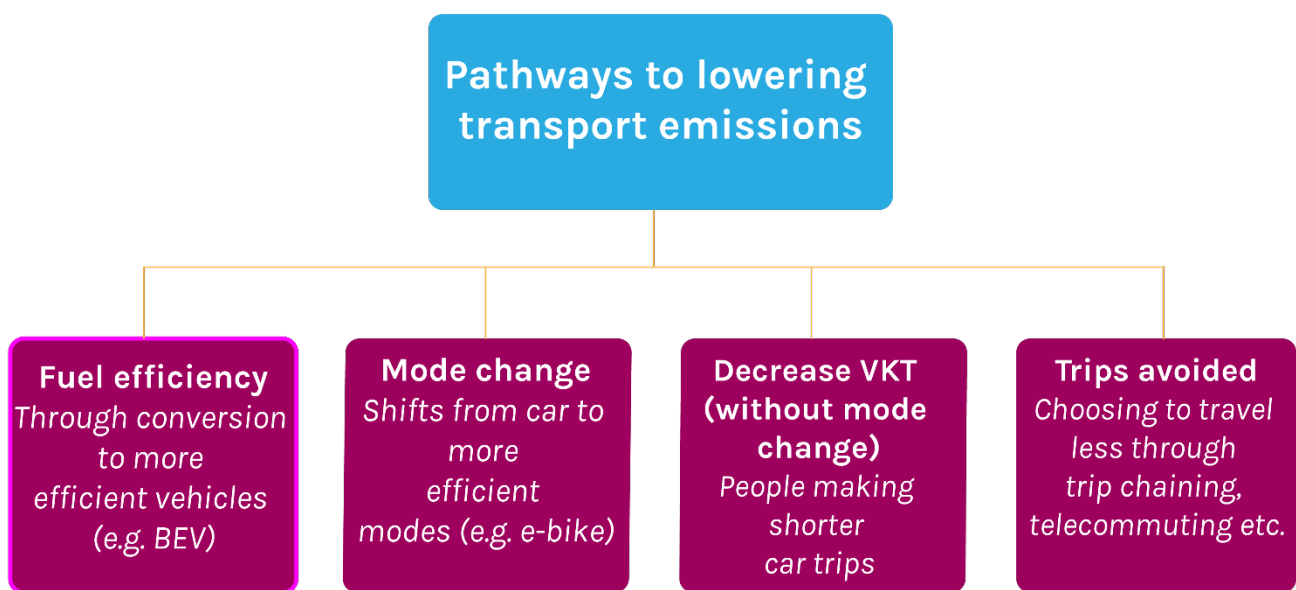 Pathways to lowering
transport emissions
Fuel efficiency
Through conversion
to more
efficient vehicles
(e.g. BEV)
Mode change
Shifts from car to
more
efficient
modes (e.g. e-bike)
Decrease VKT
(without mode
change)
People making
shorter
car trips
Trips avoided
Choosing to travel
less through
trip chaining,
telecommuting etc.